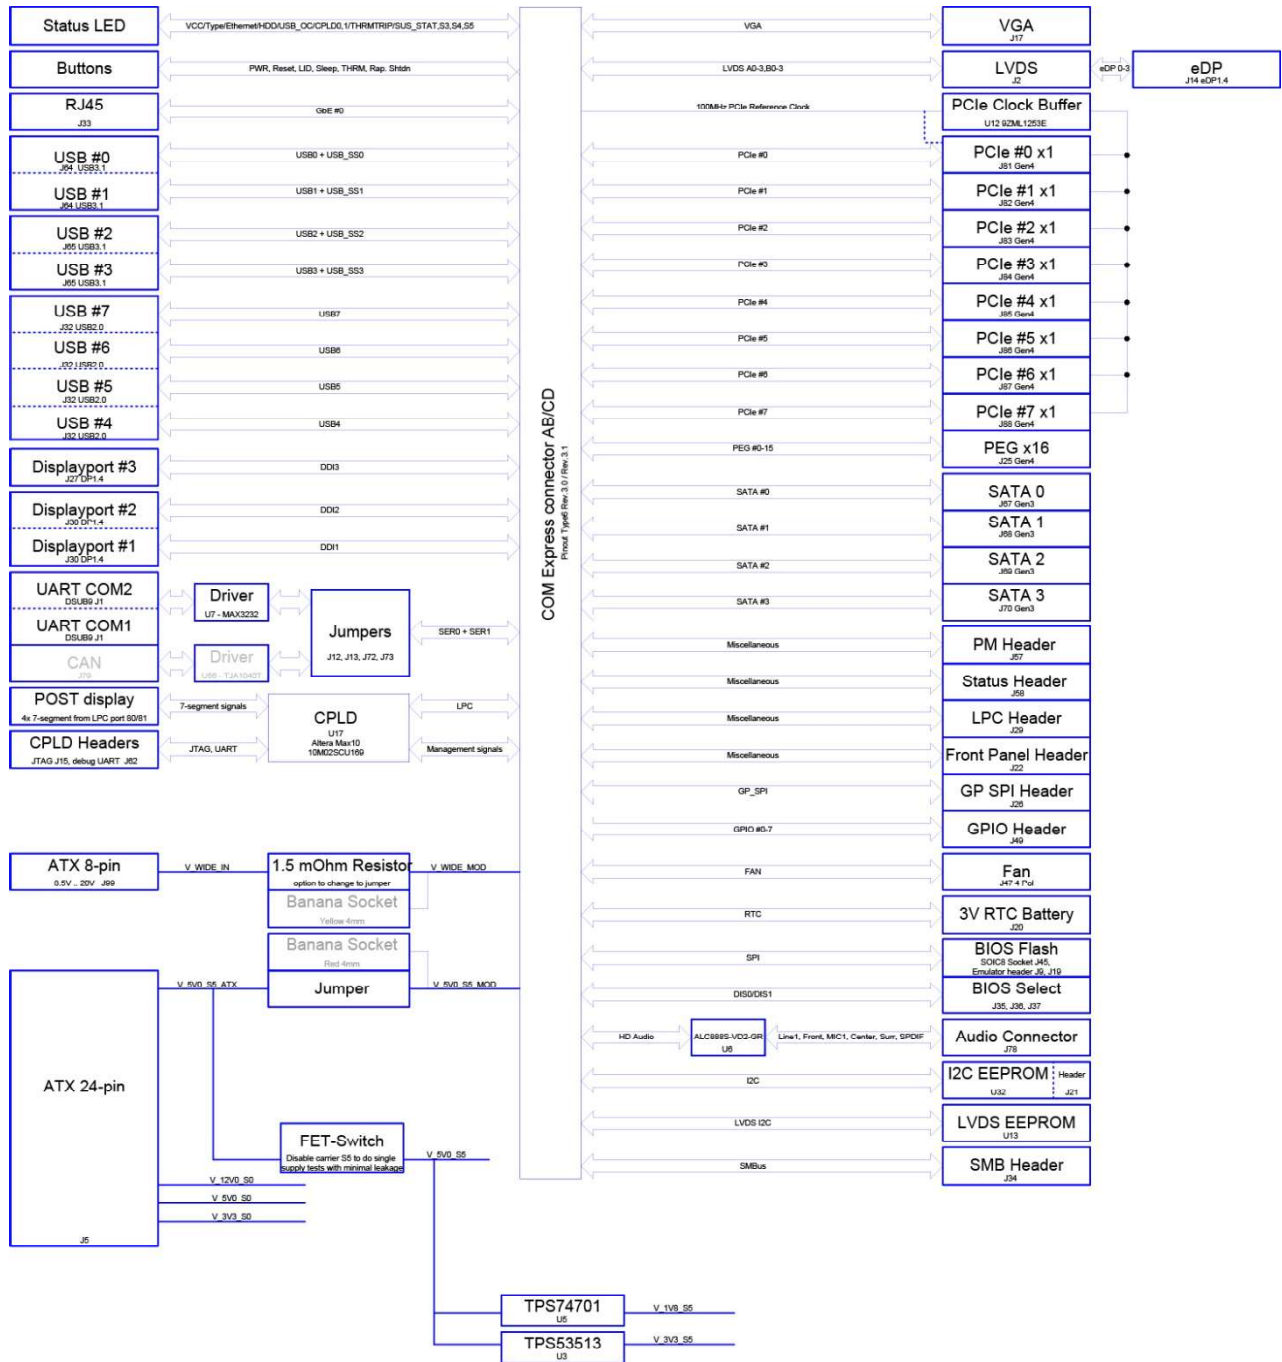 Status LED
VCC/Type/Ethernet/HDD/USB_OC/CPLD0,1/THRMTRIP/SUS_STAT,S3,S4,S5
Buttons
PWR, Reset, LID, Sleep, THRM, Rap. Shtdn
RJ45
J33
GbE #0
USB #0
J64 USB3.1
USB0 + USB_SS0
USB #1
J64 USB3.1
USB1 + USB_SS1
USB #2
J65 USB3.1
USB2 + USB_SS2
USB #3
J65 USB3.1
USB3 + USB_SS3
USB #7
J32 USB2.0
USB7
USB #6
J32 USB2.0
USB6
USB #5
J32 USB2.0
USB5
USB #4
J32 USB2.0
USB4
Displayport #3
J27 DP1.4
DDI3
Displayport #2
J30 DP1.4
DDI2
Displayport #1
J30 DP1.4
DDI1
UART COM2
DSUB9 J1
Driver
U7 - MAX3232
UART COM1
DSUB9 J1
CAN
J79
Driver
Jumpers
J12, J13, J72, J73
SER0 + SER1
POST display
4x 7-segment from LPC port 80/81
7-segment signals
CPLD
U17
Altera Max10
10M02SCU169
LPC
CPLD Headers
JTAG J15, debug UART J62
JTAG, UART
Management signals
ATX 8-pin
8.5V .. 20V J99
V_WIDE_IN
1.5 mOhm Resistor
option to change to jumper
V_WIDE_MOD
Banana Socket
Yellow 4mm
Banana Socket
Red 4mm
V_5V0_S5_ATX
Jumper
V_5V0_S5_MOD
ATX 24-pin
J5
FET-Switch
Disable carrier S5 to do single
supply tests with minimal leakage
V_5V0_S5
V_12V0_S0
V_5V0_S0
V_3V3_S0
TPS74701
U5
V_1V8_S5
TPS53513
U3
V_3V3_S5
COM Express connector AB/CD
Pinout Type6 Rev.3.0 / Rev.3.1
VGA
VGA
J17
LVDS A0-3,B0-3
LVDS
J2
eDP 0-3
eDP
J14 eDP1.4
100MHz PCIe Reference Clock
PCIe Clock Buffer
U12 9ZML1253E
PCIe #0
PCIe #0 x1
J81 Gen4
PCIe #1
PCIe #1 x1
J82 Gen4
PCIe #2
PCIe #2 x1
J83 Gen4
PCIe #3
PCIe #3 x1
J84 Gen4
PCIe #4
PCIe #4 x1
J85 Gen4
PCIe #5
PCIe #5 x1
J86 Gen4
PCIe #6
PCIe #6 x1
J87 Gen4
PCIe #7
PCIe #7 x1
J88 Gen4
PEG #0-15
PEG x16
J25 Gen4
SATA #0
SATA 0
J67 Gen3
SATA #1
SATA 1
J68 Gen3
SATA #2
SATA 2
J69 Gen3
SATA #3
SATA 3
J70 Gen3
Miscellaneous
PM Header
J57
Miscellaneous
Status Header
J58
Miscellaneous
LPC Header
J29
Miscellaneous
Front Panel Header
J22
GP_SPI
GP SPI Header
J26
GPIO #0-7
GPIO Header
J49
FAN
Fan
J47 4 Pol
RTC
3V RTC Battery
J20
SPI
BIOS Flash
SOIC8 Socket J45,
Emulator header J9, J19
DIS0/DIS1
BIOS Select
J35, J36, J37
HD Audio
ALC888S-VD2-GR
U6
Line1, Front, MIC1, Center, Surr, SPDIF
Audio Connector
J78
I2C
I2C EEPROM
U32
Header
J21
LVDS I2C
LVDS EEPROM
U13
SMBus
SMB Header
J34